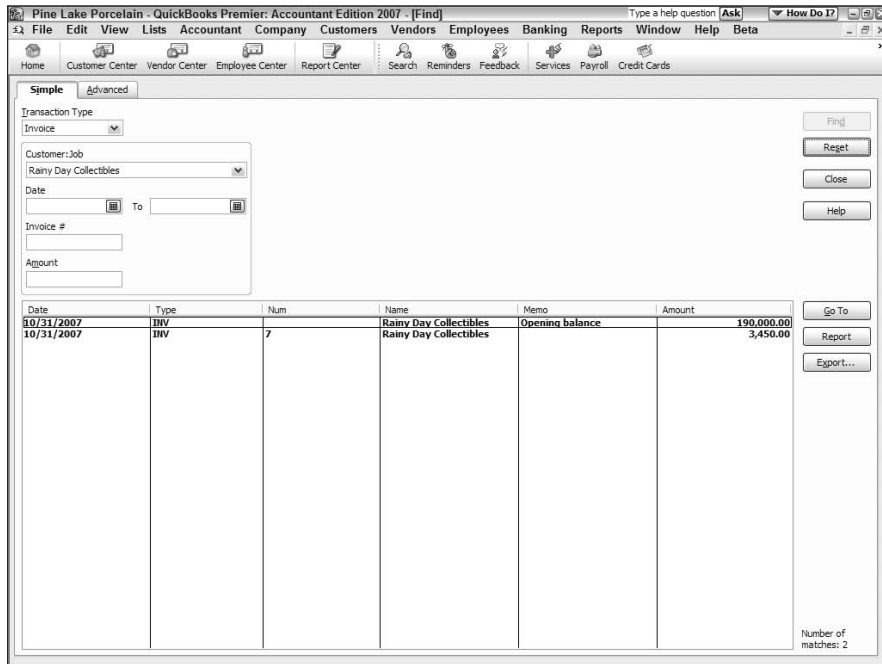 Pine Lake Porcelain - QuickBooks Premier: Accountant Edition 2007 - [Find] Type a help question Ask How Do I?
File Edit View Lists Accountant Company Customers Vendors Employees Banking Reports Window Help Beta
Home Customer Center Vendor Center Employee Center Report Center Search Reminders Feedback Services Payroll Credit Cards
Simple Advanced
Transaction Type
Invoice
Find
Customer:Job
Reset
Rainy Day Collectibles
Close
Date
To
Help
Invoice #
Amount
Date Type Num Name Memo Amount
Go To
10/31/2007 INV Rainy Day Collectibles Opening balance 190,000.00
10/31/2007 INV 7 Rainy Day Collectibles 3,450.00
Report
Export...
Number of
matches: 2